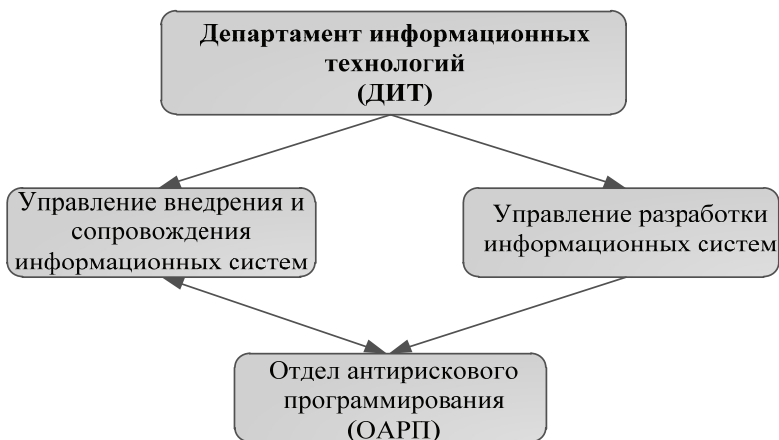 Департамент информационных
технологий
(ДИТ)
Управление внедрения и
сопровождения
информационных систем
Управление разработки
информационных систем
Отдел антирискового
программирования
(ОАРП)